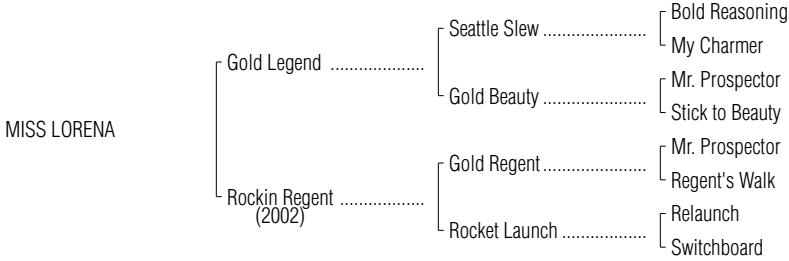 Bold Reasoning
Seattle Slew ......................
My Charmer
Gold Legend ....................
Mr. Prospector
Gold Beauty ......................
Stick to Beauty
MISS LORENA
Mr. Prospector
Gold Regent ......................
Regent's Walk
Rockin Regent ..................
(2002)
Relaunch
Rocket Launch ..................
Switchboard